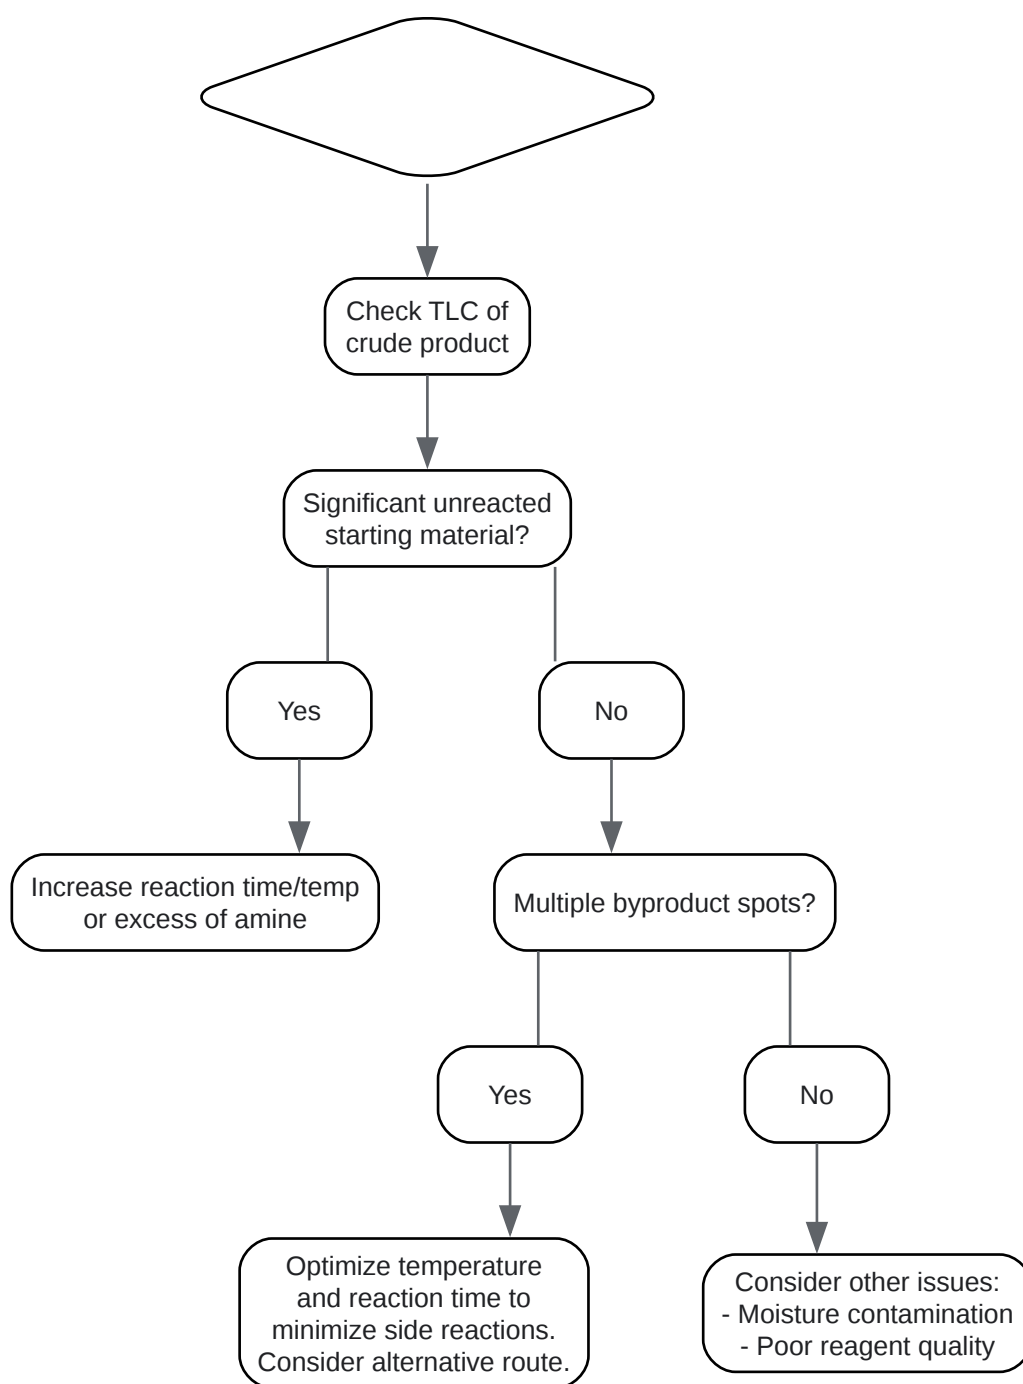 Check TLC of
crude product
Significant unreacted
starting material?
Yes
No
Increase reaction time/temp
or excess of amine
Multiple byproduct spots?
Yes
No
Optimize temperature
and reaction time to
minimize side reactions.
Consider alternative route.
Consider other issues:
- Moisture contamination
- Poor reagent quality